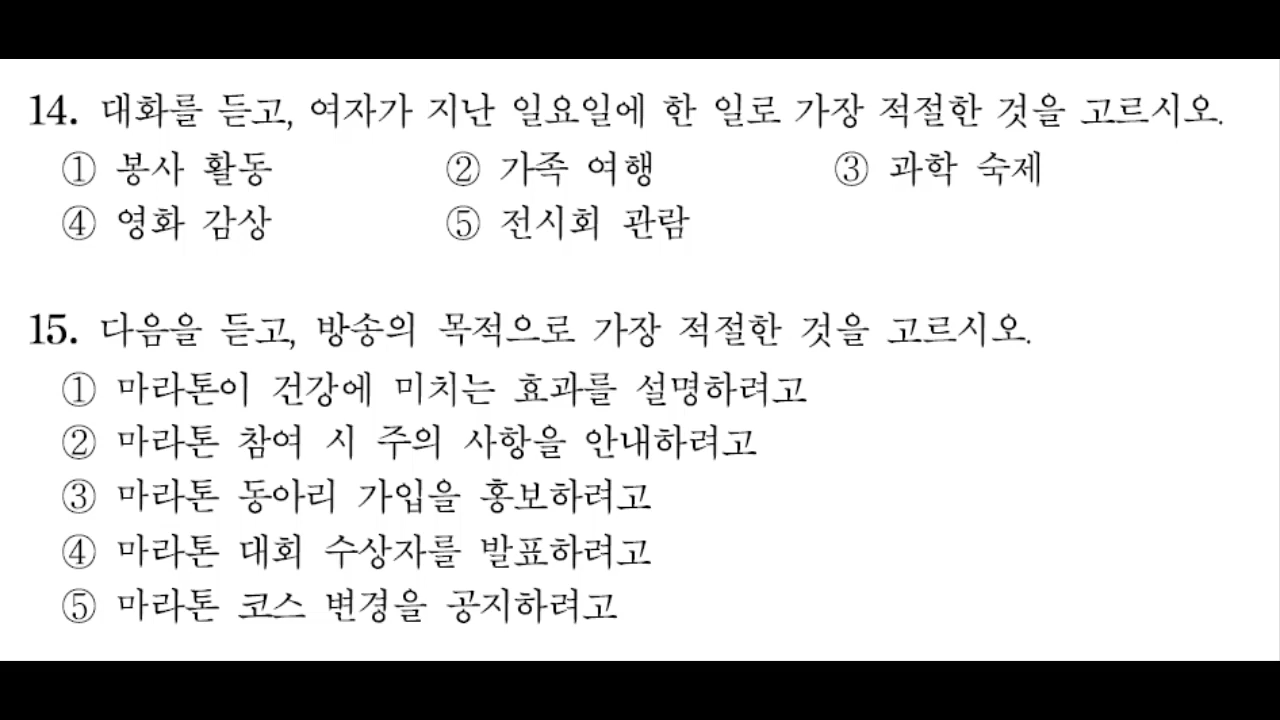 14. 대화를 듣고, 여자가 지난 일요일에 한 일로 가장 적절한 것을 고르시오.
① 봉사 활동 ② 가족 여행 ③ 과학 숙제
④ 영화 감상 ⑤ 전시회 관람
15. 다음을 듣고, 방송의 목적으로 가장 적절한 것을 고르시오.
① 마라톤이 건강에 미치는 효과를 설명하려고
② 마라톤 참여 시 주의 사항을 안내하려고
③ 마라톤 동아리 가입을 홍보하려고
④ 마라톤 대회 수상자를 발표하려고
⑤ 마라톤 코스 변경을 공지하려고